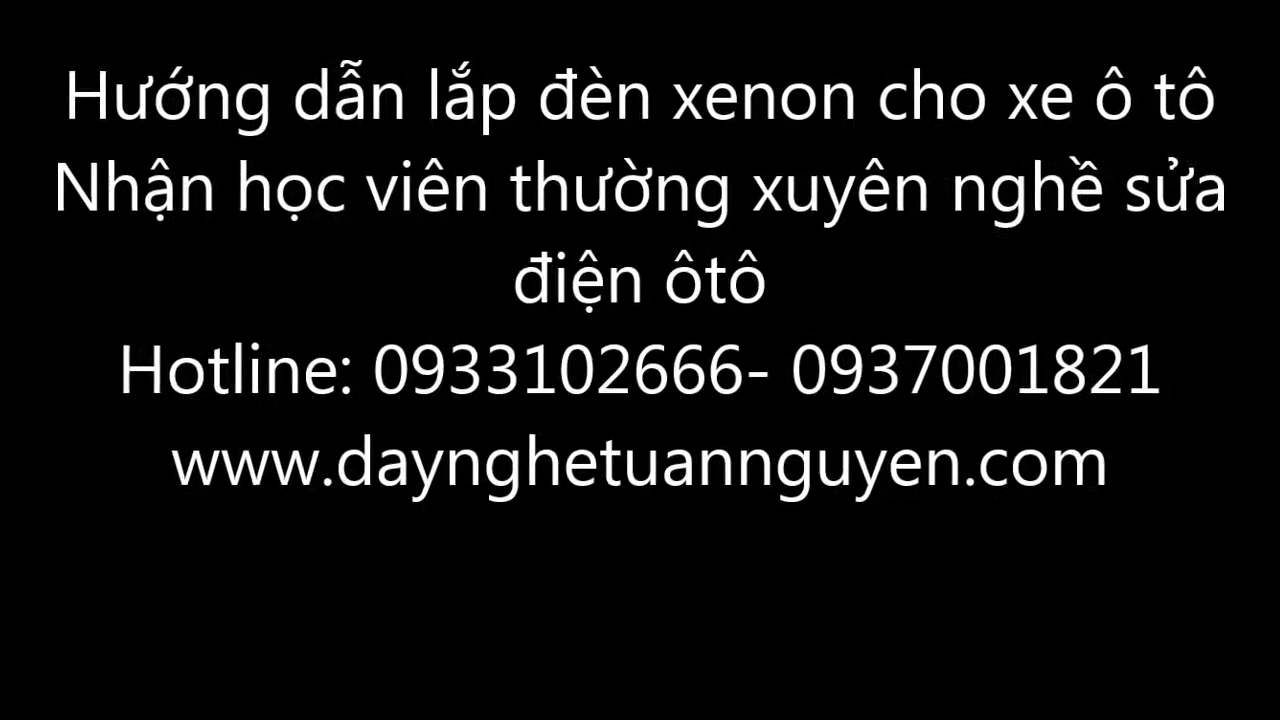 Hướng dẫn lắp đèn xenon cho xe ô tô
Nhận học viên thường xuyên nghề sửa
điện ôtô
Hotline: 0933102666- 0937001821
www.daynghetuannguyen.com